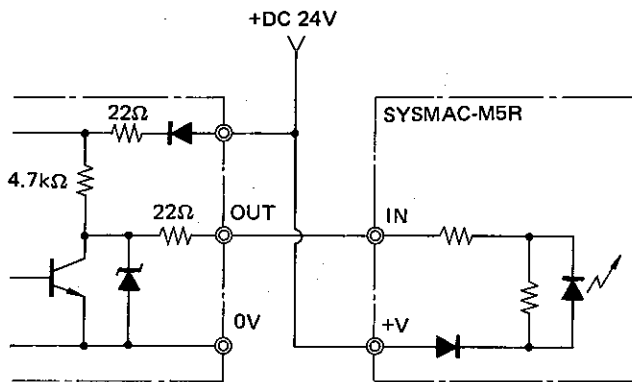 +DC 24V
22Ω
SYSMAC-M5R
4.7kΩ
22Ω
OUT
IN
0V
+V